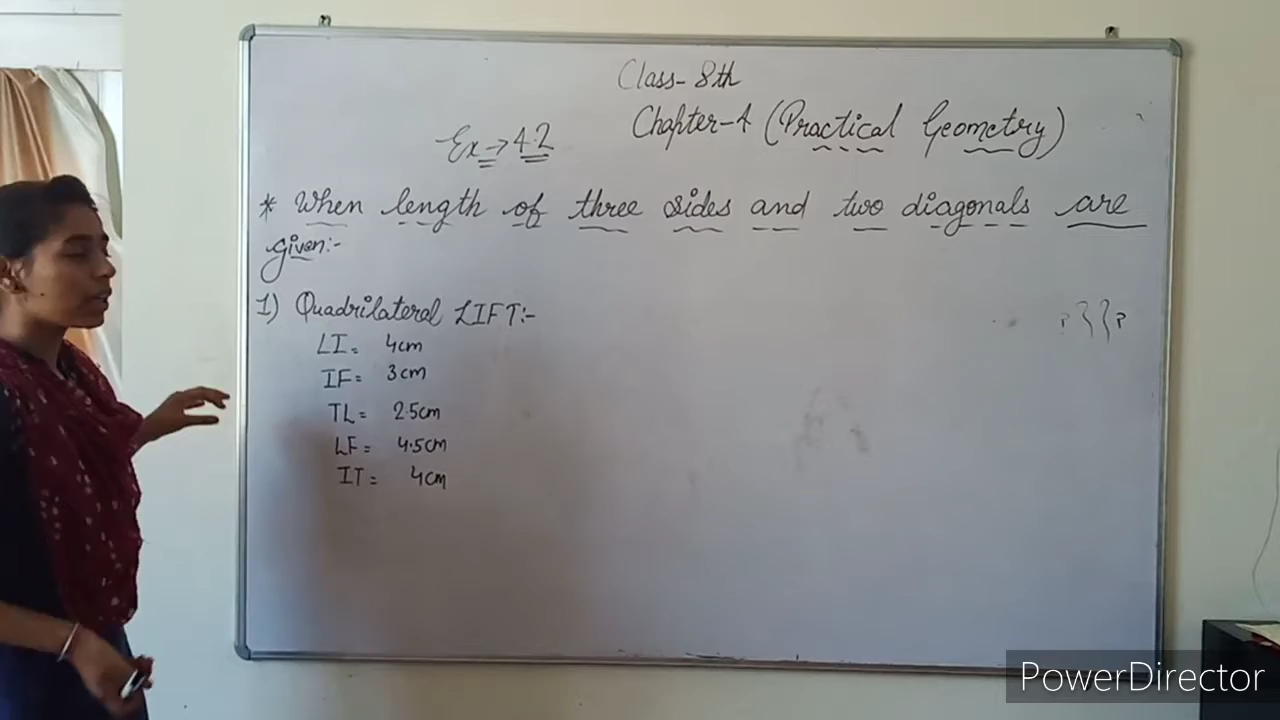 Class-8th
Chapter-4 (Practical Geometry)
Ex→4.2
* When length of three sides and two diagonals are
given:-
1) Quadrilateral LIFT:-
LI = 4cm
IF = 3cm
TL = 2.5cm
LF = 4.5cm
IT = 4cm
PowerDirector